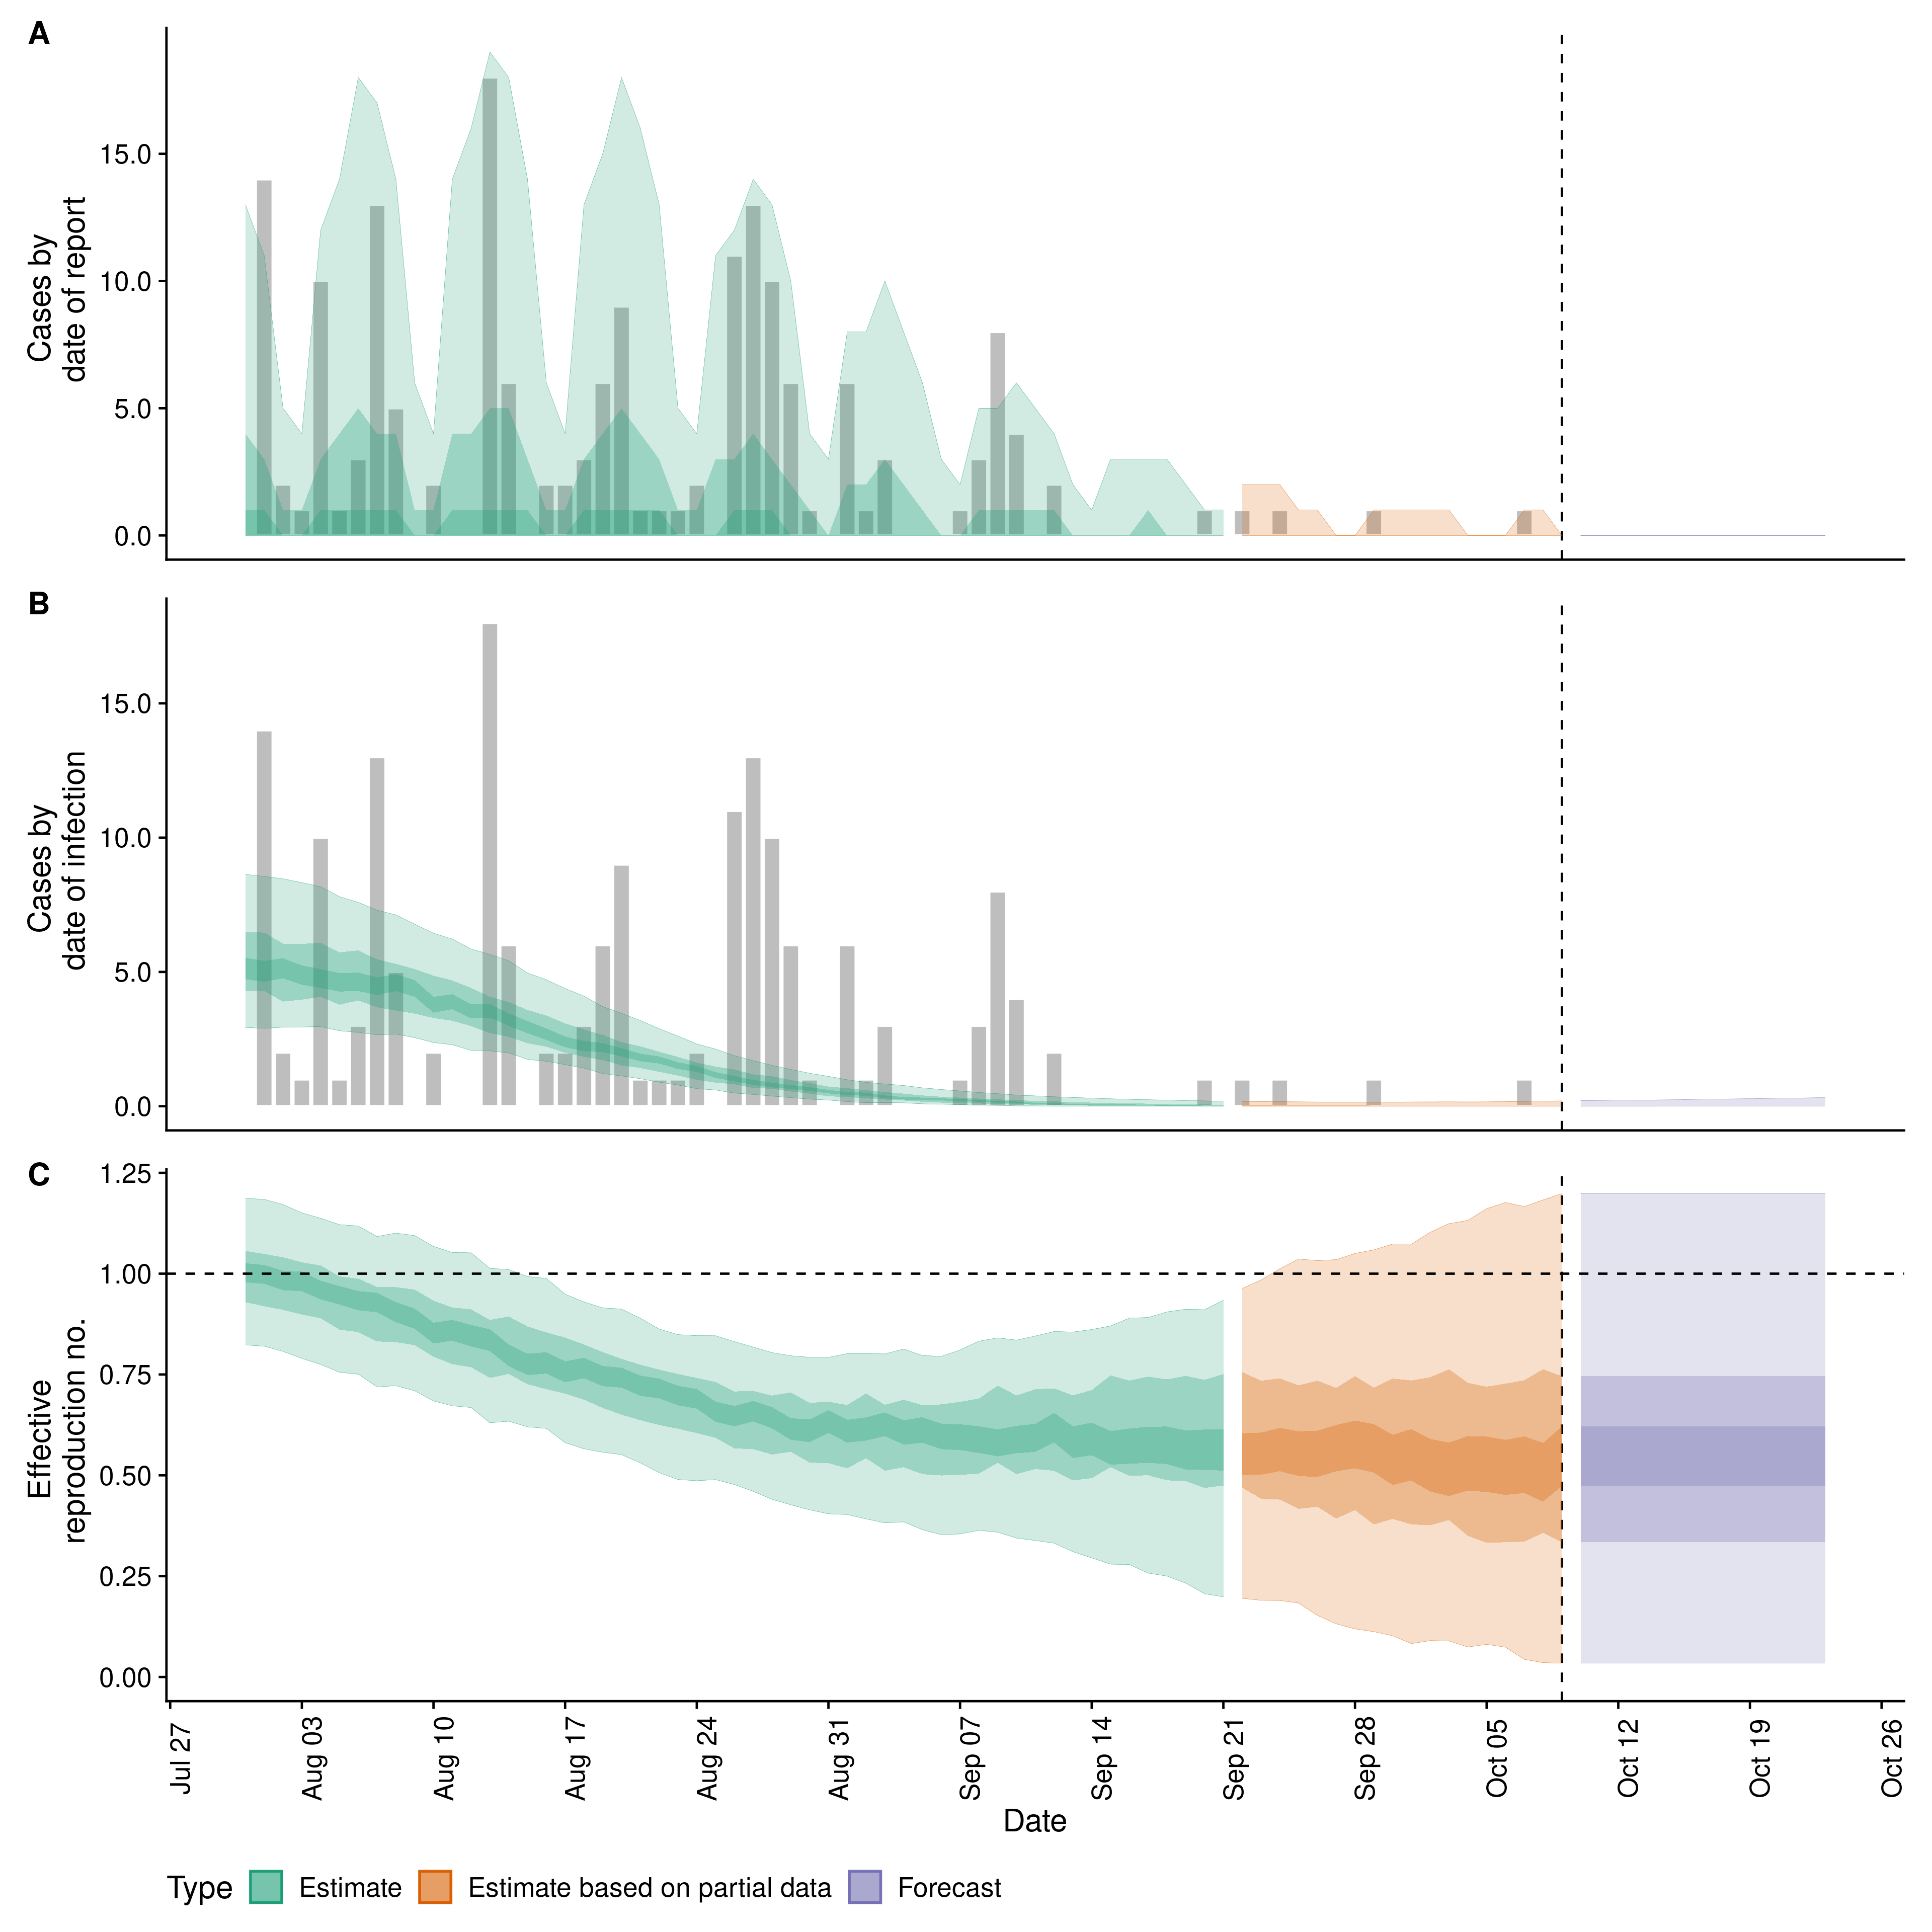 A
Cases by
date of report
15.0
10.0
5.0
0.0
B
Cases by
date of infection
15.0
10.0
5.0
0.0
C
Effective
reproduction no.
1.25
1.00
0.75
0.50
0.25
0.00
Jul 27
Aug 03
Aug 10
Aug 17
Aug 24
Aug 31
Sep 07
Sep 14
Sep 21
Sep 28
Oct 05
Oct 12
Oct 19
Oct 26
Date
Type Estimate Estimate based on partial data Forecast